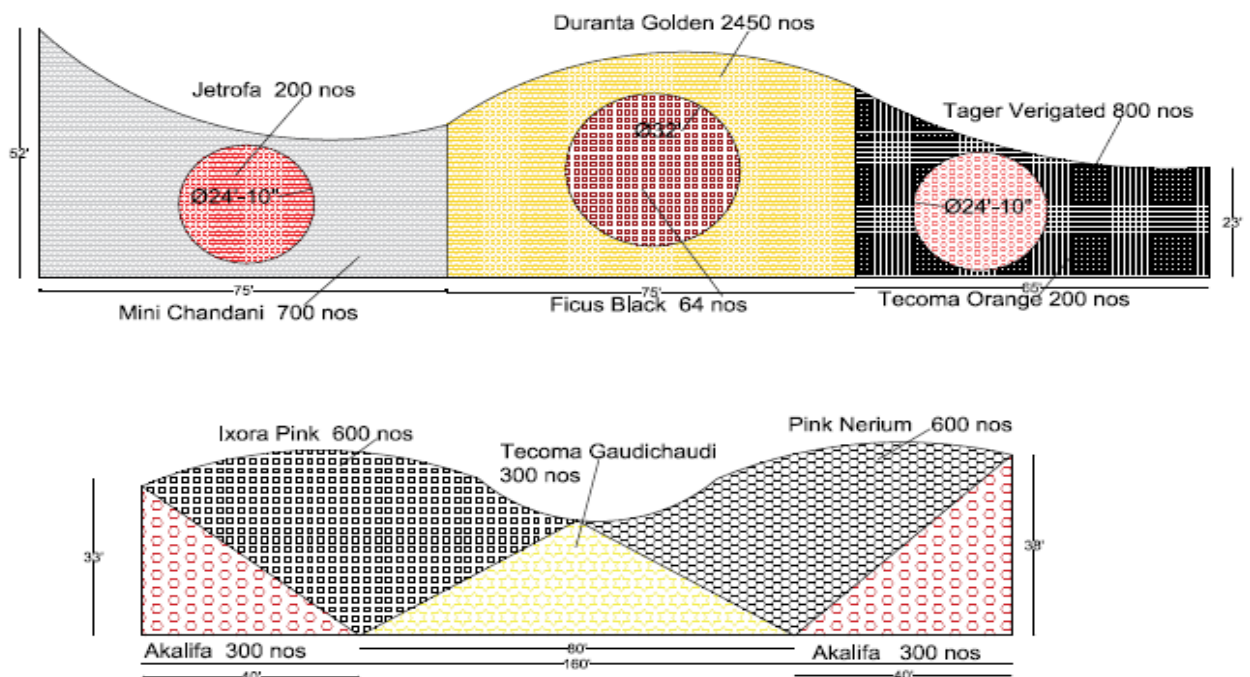 Duranta Golden 2450 nos
Jetrofa 200 nos
Tager Verigated 800 nos
Ø32'
52'
Ø24'-10"
Ø24'-10"
23'
75'
75'
65'
Mini Chandani 700 nos
Ficus Black 64 nos
Tecoma Orange 200 nos
Ixora Pink 600 nos
Pink Nerium 600 nos
Tecoma Gaudichaudi
300 nos
33'
38'
Akalifa 300 nos
80'
Akalifa 300 nos
160'
40'
40'